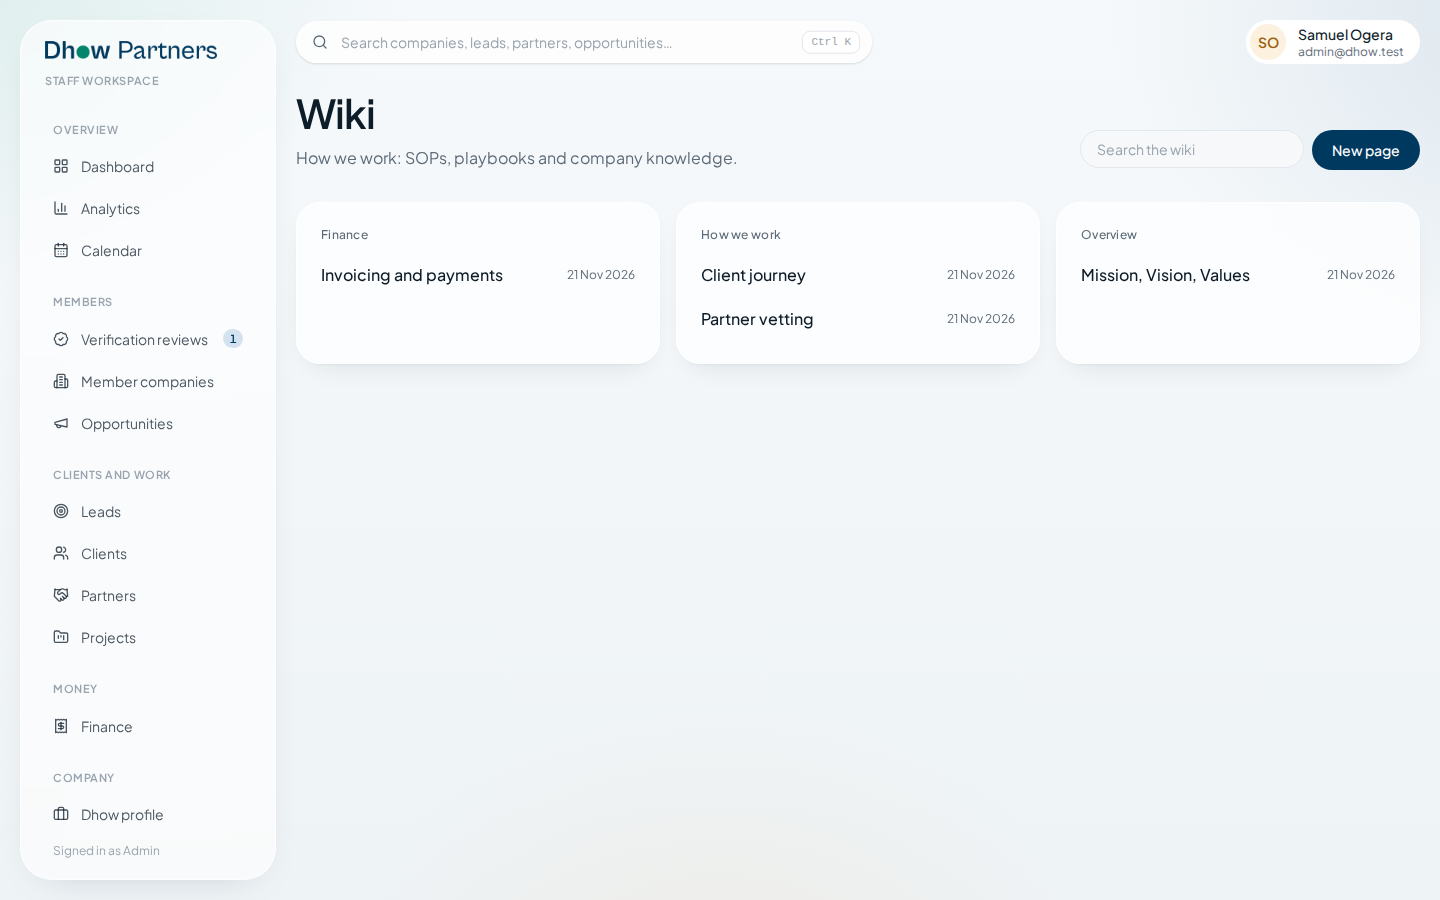 Dhow Partners
STAFF WORKSPACE
OVERVIEW
Dashboard
Analytics
Calendar
MEMBERS
Verification reviews 1
Member companies
Opportunities
CLIENTS AND WORK
Leads
Clients
Partners
Projects
MONEY
Finance
COMPANY
Dhow profile
Signed in as Admin
Search companies, leads, partners, opportunities... Ctrl K
SO
Samuel Ogera
admin@dhow.test
Wiki
How we work: SOPs, playbooks and company knowledge.
Search the wiki
New page
Finance
Invoicing and payments 21 Nov 2026
How we work
Client journey 21 Nov 2026
Partner vetting 21 Nov 2026
Overview
Mission, Vision, Values 21 Nov 2026